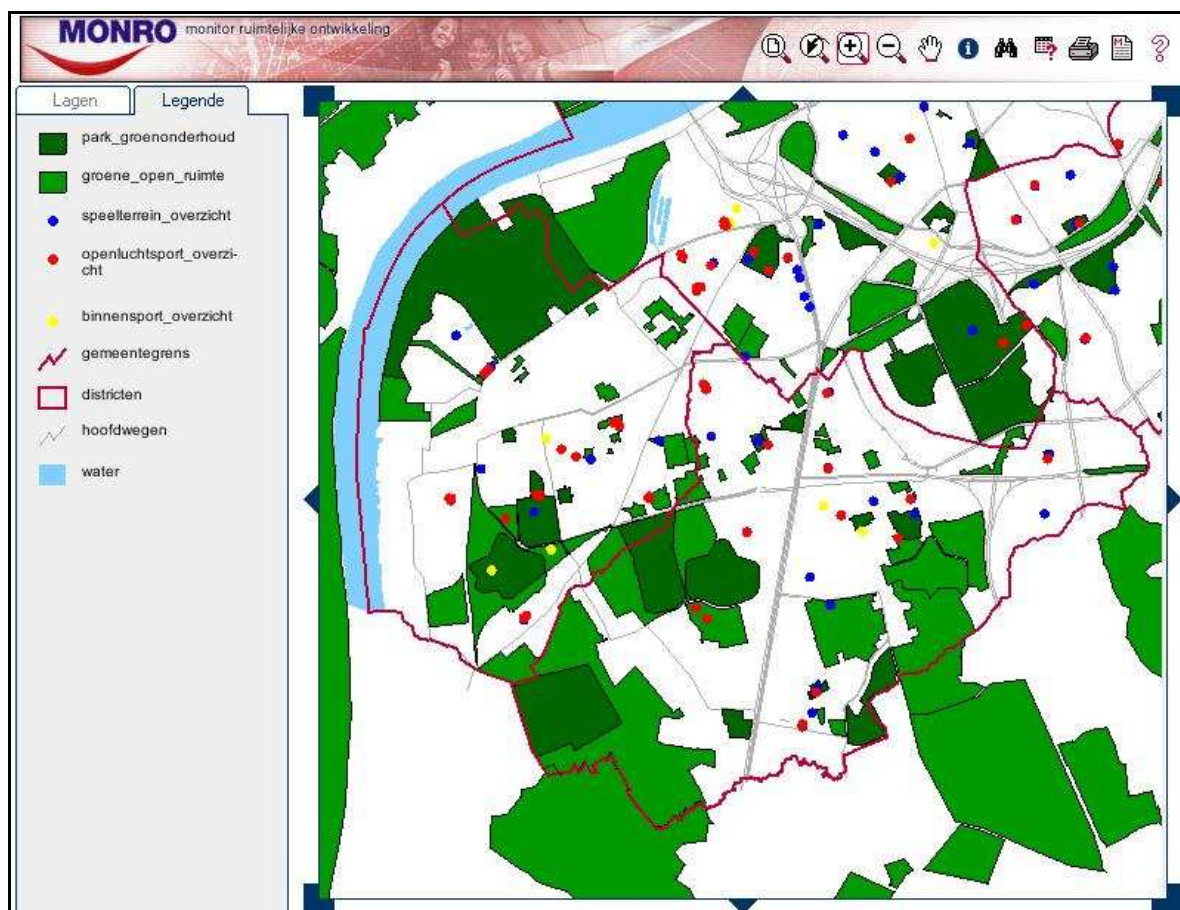 MONRO monitor ruimtelijke ontwikkeling
Lagen
Legende
park_groenonderhoud
groene_open_ruimte
speelterrein_overzicht
openluchtsport_overzi-
cht
binnensport_overzicht
gemeentegrens
districten
hoofdwegen
water